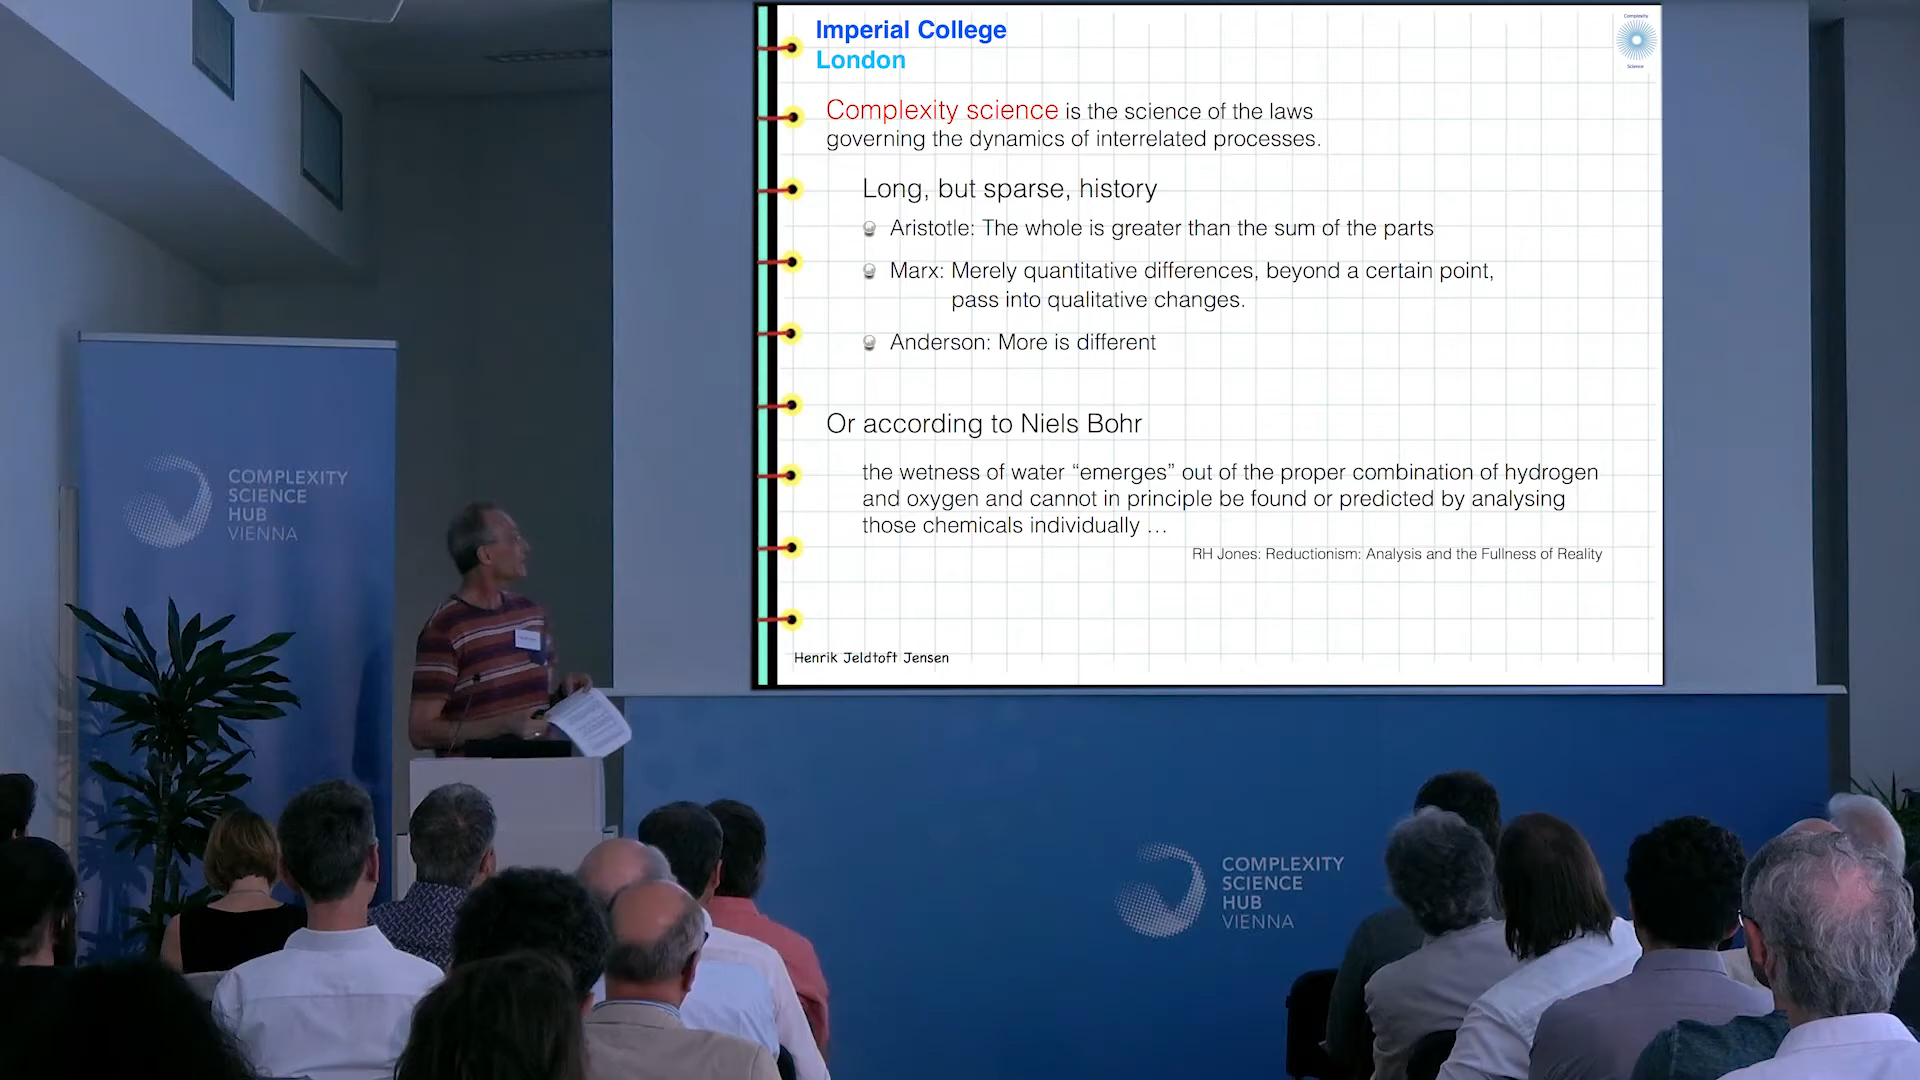 Imperial College
London
Complexity
Science
Complexity science is the science of the laws
governing the dynamics of interrelated processes.
Long, but sparse, history
Aristotle: The whole is greater than the sum of the parts
Marx: Merely quantitative differences, beyond a certain point,
pass into qualitative changes.
Anderson: More is different
Or according to Niels Bohr
the wetness of water “emerges” out of the proper combination of hydrogen
and oxygen and cannot in principle be found or predicted by analysing
those chemicals individually …
RH Jones: Reductionism: Analysis and the Fullness of Reality
Henrik Jeldtoft Jensen
COMPLEXITY
SCIENCE
HUB
VIENNA
COMPLEXITY
SCIENCE
HUB
VIENNA